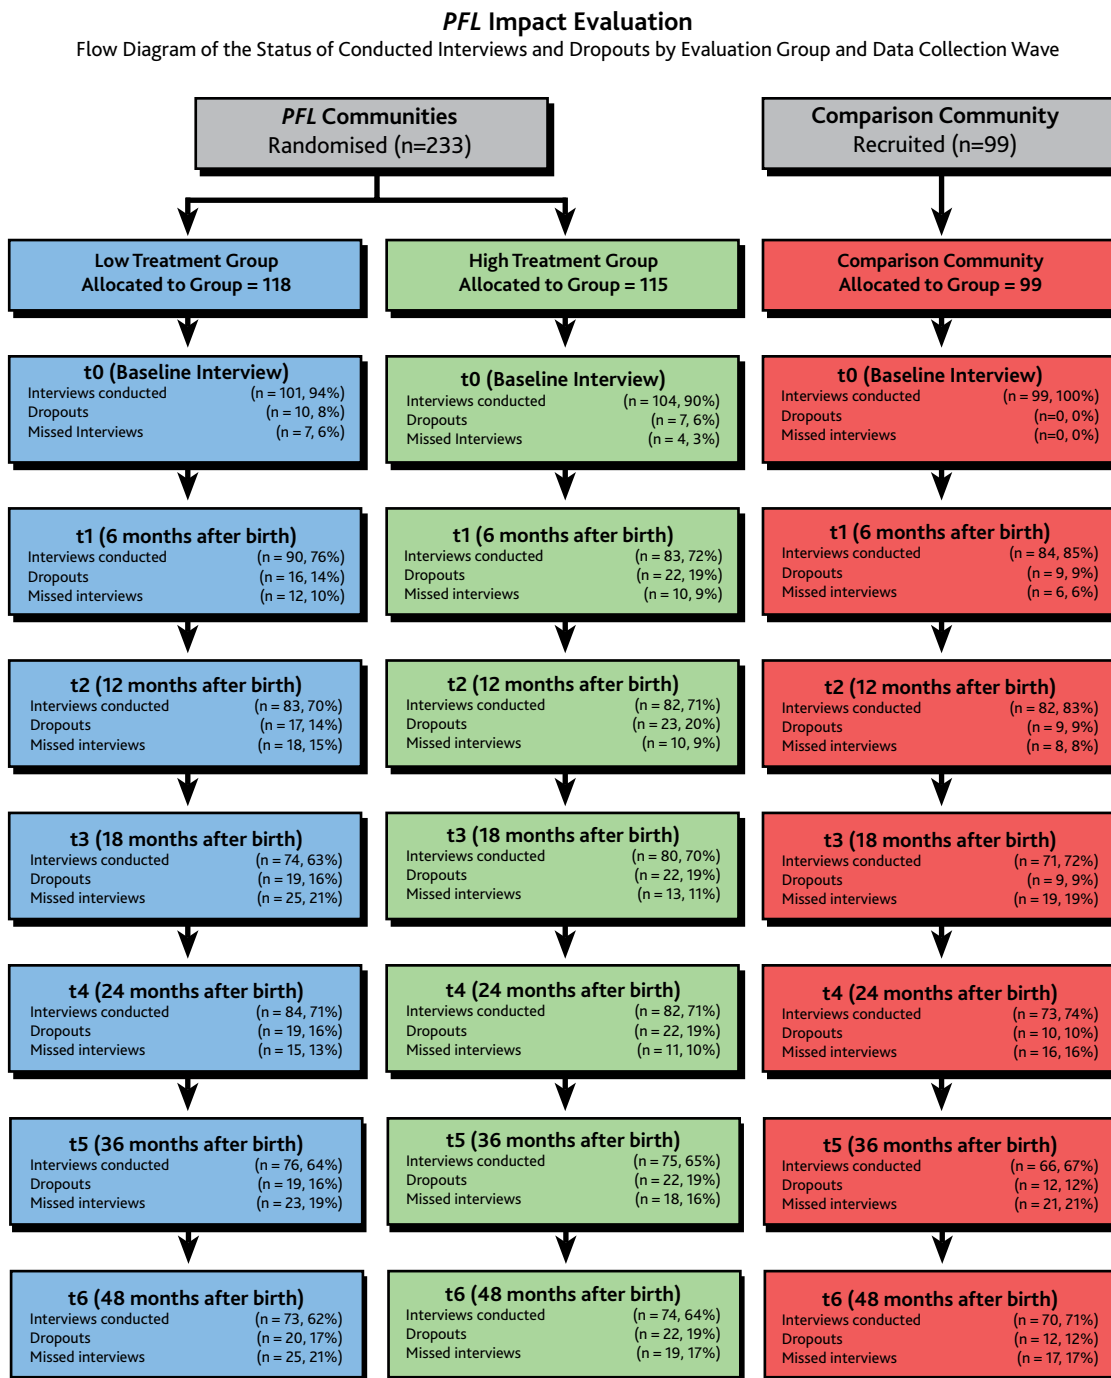 PFL Impact Evaluation
Flow Diagram of the Status of Conducted Interviews and Dropouts by Evaluation Group and Data Collection Wave
PFL Communities
Randomised (n=233)
Comparison Community
Recruited (n=99)
Low Treatment Group
Allocated to Group = 118
High Treatment Group
Allocated to Group = 115
Comparison Community
Allocated to Group = 99
t0 (Baseline Interview)
Interviews conducted (n = 101, 94%)
Dropouts (n = 10, 8%)
Missed Interviews (n = 7, 6%)
t0 (Baseline Interview)
Interviews conducted (n = 104, 90%)
Dropouts (n = 7, 6%)
Missed Interviews (n = 4, 3%)
t0 (Baseline Interview)
Interviews conducted (n = 99, 100%)
Dropouts (n=0, 0%)
Missed Interviews (n=0, 0%)
t1 (6 months after birth)
Interviews conducted (n = 90, 76%)
Dropouts (n = 16, 14%)
Missed interviews (n = 12, 10%)
t1 (6 months after birth)
Interviews conducted (n = 83, 72%)
Dropouts (n = 22, 19%)
Missed interviews (n = 10, 9%)
t1 (6 months after birth)
Interviews conducted (n = 84, 85%)
Dropouts (n = 9, 9%)
Missed interviews (n = 6, 6%)
t2 (12 months after birth)
Interviews conducted (n = 83, 70%)
Dropouts (n = 17, 14%)
Missed interviews (n = 18, 15%)
t2 (12 months after birth)
Interviews conducted (n = 82, 71%)
Dropouts (n = 23, 20%)
Missed interviews (n = 10, 9%)
t2 (12 months after birth)
Interviews conducted (n = 82, 83%)
Dropouts (n = 9, 9%)
Missed interviews (n = 8, 8%)
t3 (18 months after birth)
Interviews conducted (n = 74, 63%)
Dropouts (n = 19, 16%)
Missed interviews (n = 25, 21%)
t3 (18 months after birth)
Interviews conducted (n = 80, 70%)
Dropouts (n = 22, 19%)
Missed interviews (n = 13, 11%)
t3 (18 months after birth)
Interviews conducted (n = 71, 72%)
Dropouts (n = 9, 9%)
Missed interviews (n = 19, 19%)
t4 (24 months after birth)
Interviews conducted (n = 84, 71%)
Dropouts (n = 19, 16%)
Missed interviews (n = 15, 13%)
t4 (24 months after birth)
Interviews conducted (n = 82, 71%)
Dropouts (n = 22, 19%)
Missed interviews (n = 11, 10%)
t4 (24 months after birth)
Interviews conducted (n = 73, 74%)
Dropouts (n = 10, 10%)
Missed interviews (n = 16, 16%)
t5 (36 months after birth)
Interviews conducted (n = 76, 64%)
Dropouts (n = 19, 16%)
Missed interviews (n = 23, 19%)
t5 (36 months after birth)
Interviews conducted (n = 75, 65%)
Dropouts (n = 22, 19%)
Missed interviews (n = 18, 16%)
t5 (36 months after birth)
Interviews conducted (n = 66, 67%)
Dropouts (n = 12, 12%)
Missed interviews (n = 21, 21%)
t6 (48 months after birth)
Interviews conducted (n = 73, 62%)
Dropouts (n = 20, 17%)
Missed interviews (n = 25, 21%)
t6 (48 months after birth)
Interviews conducted (n = 74, 64%)
Dropouts (n = 22, 19%)
Missed interviews (n = 19, 17%)
t6 (48 months after birth)
Interviews conducted (n = 70, 71%)
Dropouts (n = 12, 12%)
Missed interviews (n = 17, 17%)